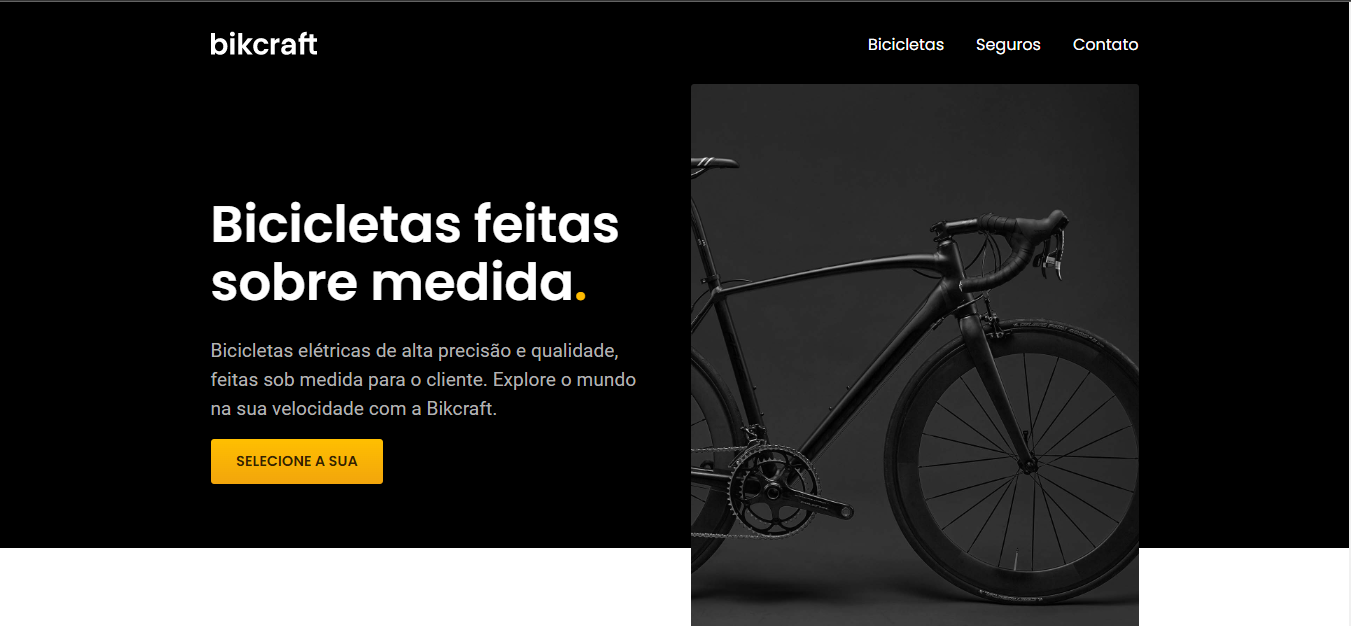 bikcraft
Bicicletas Seguros Contato
Bicicletas feitas
sobre medida.
Bicicletas elétricas de alta precisão e qualidade,
feitas sob medida para o cliente. Explore o mundo
na sua velocidade com a Bikcraft.
SELECIONE A SUA